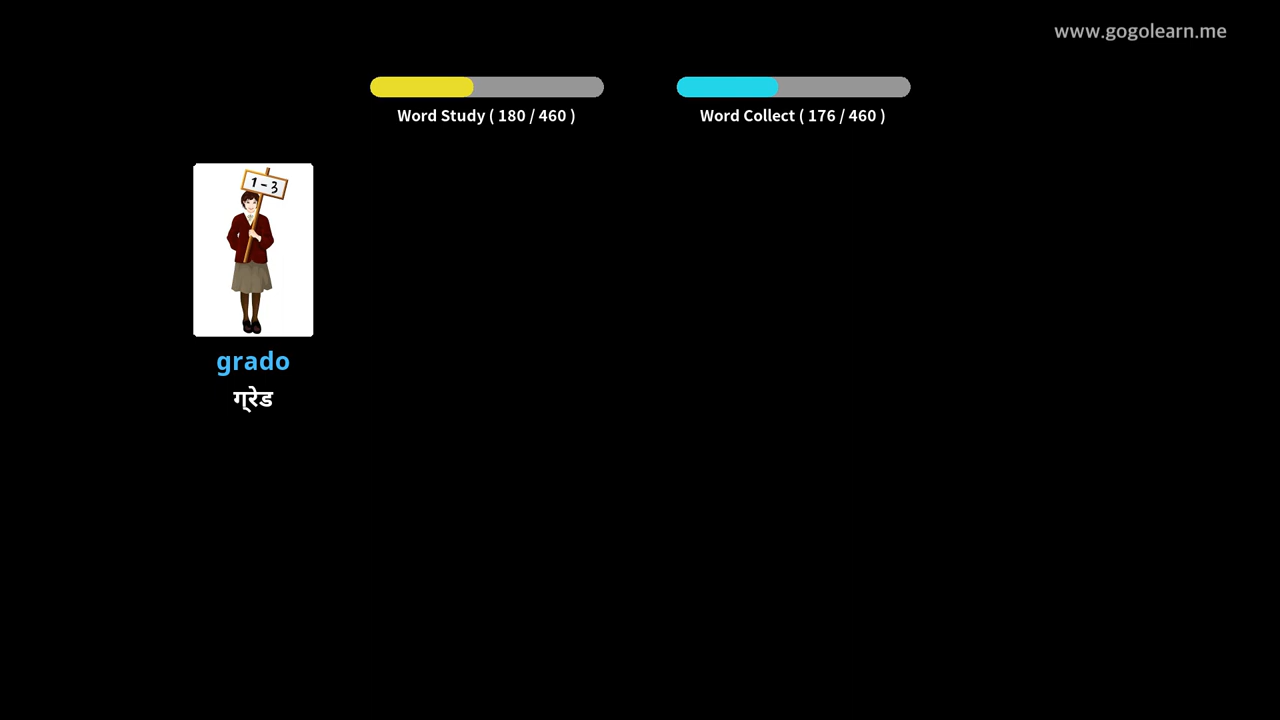 www.gogolearn.me
Word Study ( 180 / 460 )
Word Collect ( 176 / 460 )
1 - 3
grado
ग्रेड